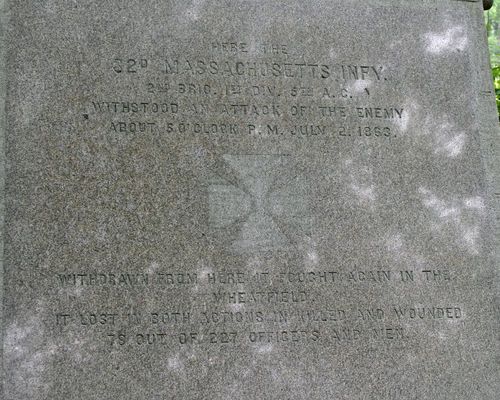 HERE THE
32D MASSACHUSETTS INFY.
2ND BRIG. 1ST DIV. 5TH A.C.
WITHSTOOD AN ATTACK OF THE ENEMY
ABOUT 5 O'CLOCK P.M. JULY 2, 1863.
WITHDRAWN FROM HERE IT FOUGHT AGAIN IN THE
WHEATFIELD.
IT LOST IN BOTH ACTIONS IN KILLED AND WOUNDED
78 OUT OF 227 OFFICERS AND MEN.